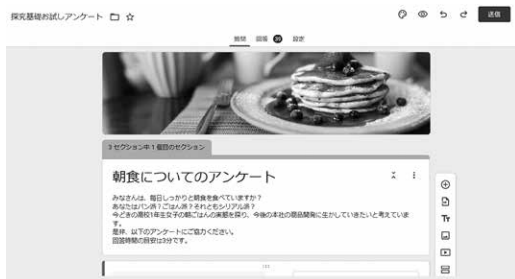 探究基礎お試しアンケート
送信
質問 回答 39 設定
3 セクション中 1 個目のセクション
朝食についてのアンケート
みなさんは、毎日しっかりと朝食を食べていますか？
あなたはパン派？ごはん派？それともシリアル派？
今どきの高校1年生女子の朝ごはんの実態を探り、今後の本社の商品開発に生かしていきたいと考えています。
是非、以下のアンケートにご協力ください。
回答時間の目安は3分です。
Tт